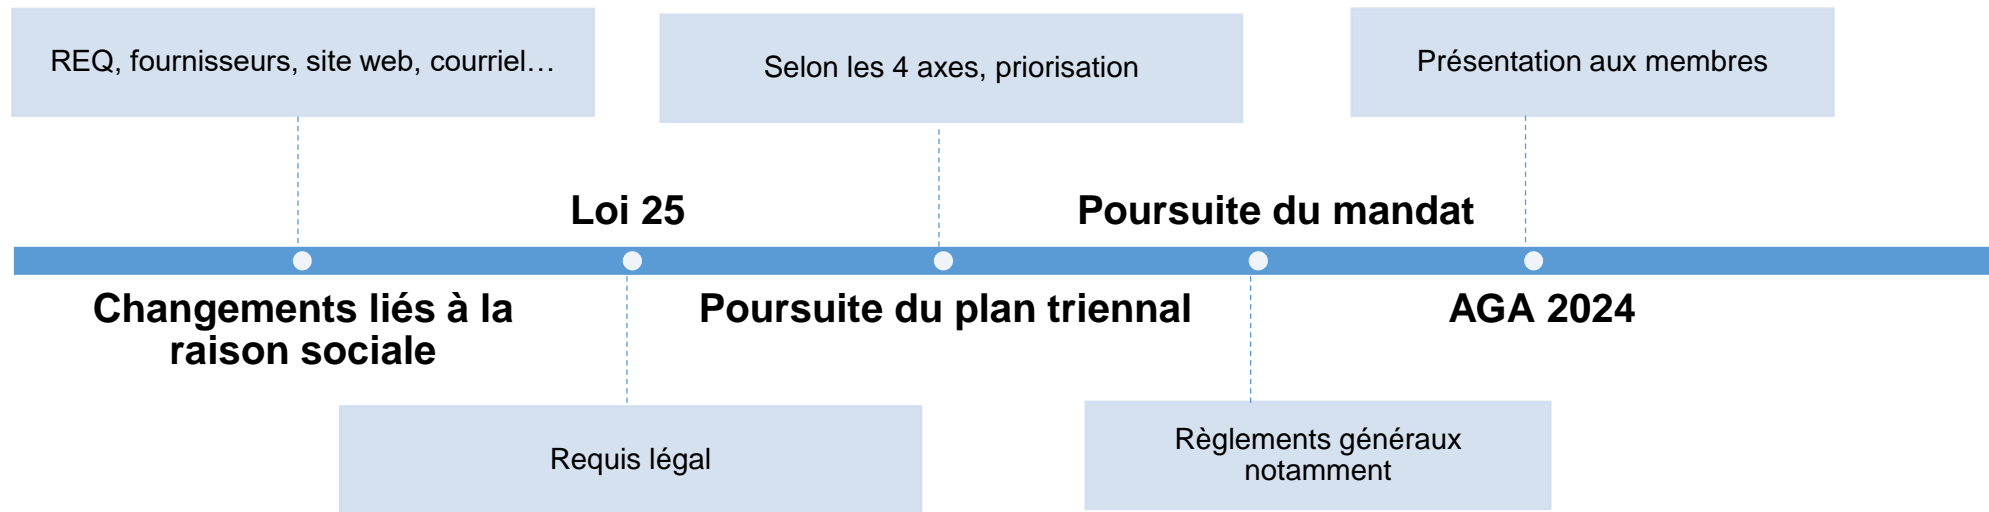 REQ, fournisseurs, site web, courriel…
Selon les 4 axes, priorisation
Présentation aux membres
Loi 25
Poursuite du mandat
Changements liés à la
raison sociale
Poursuite du plan triennal
AGA 2024
Requis légal
Règlements généraux
notamment